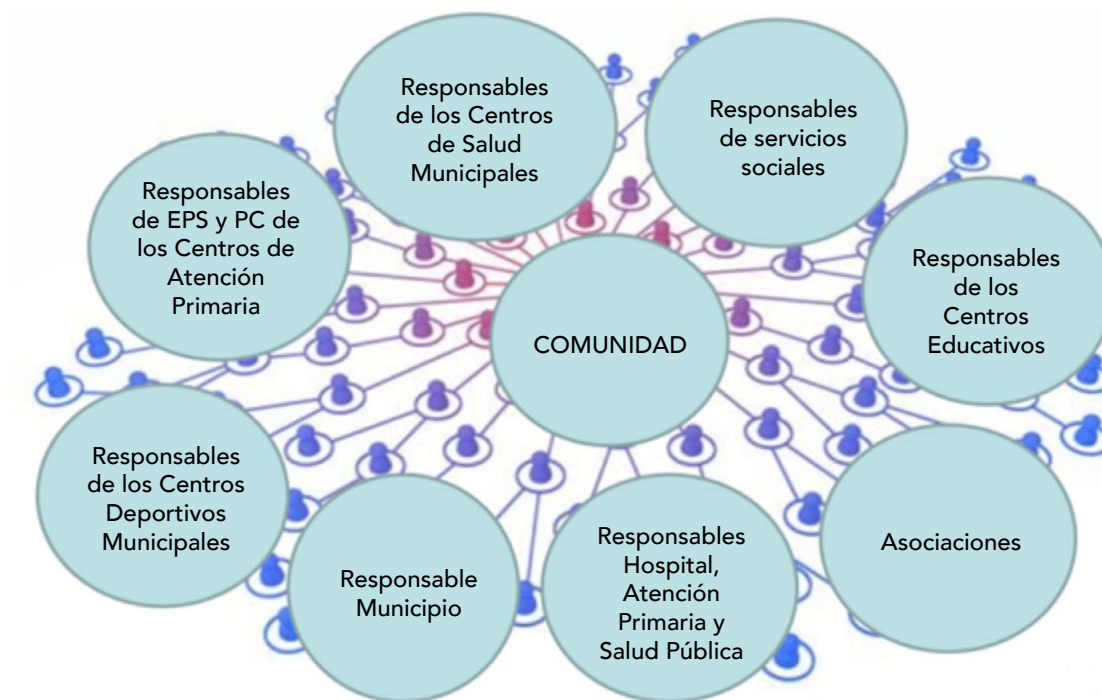 Responsables
de los Centros
de Salud
Municipales
Responsables
de servicios
sociales
Responsables
de EPS y PC de
los Centros de
Atención
Primaria
Responsables
de los
Centros
Educativos
COMUNIDAD
Responsables
de los Centros
Deportivos
Municipales
Responsable
Municipio
Responsables
Hospital,
Atención
Primaria y
Salud Pública
Asociaciones